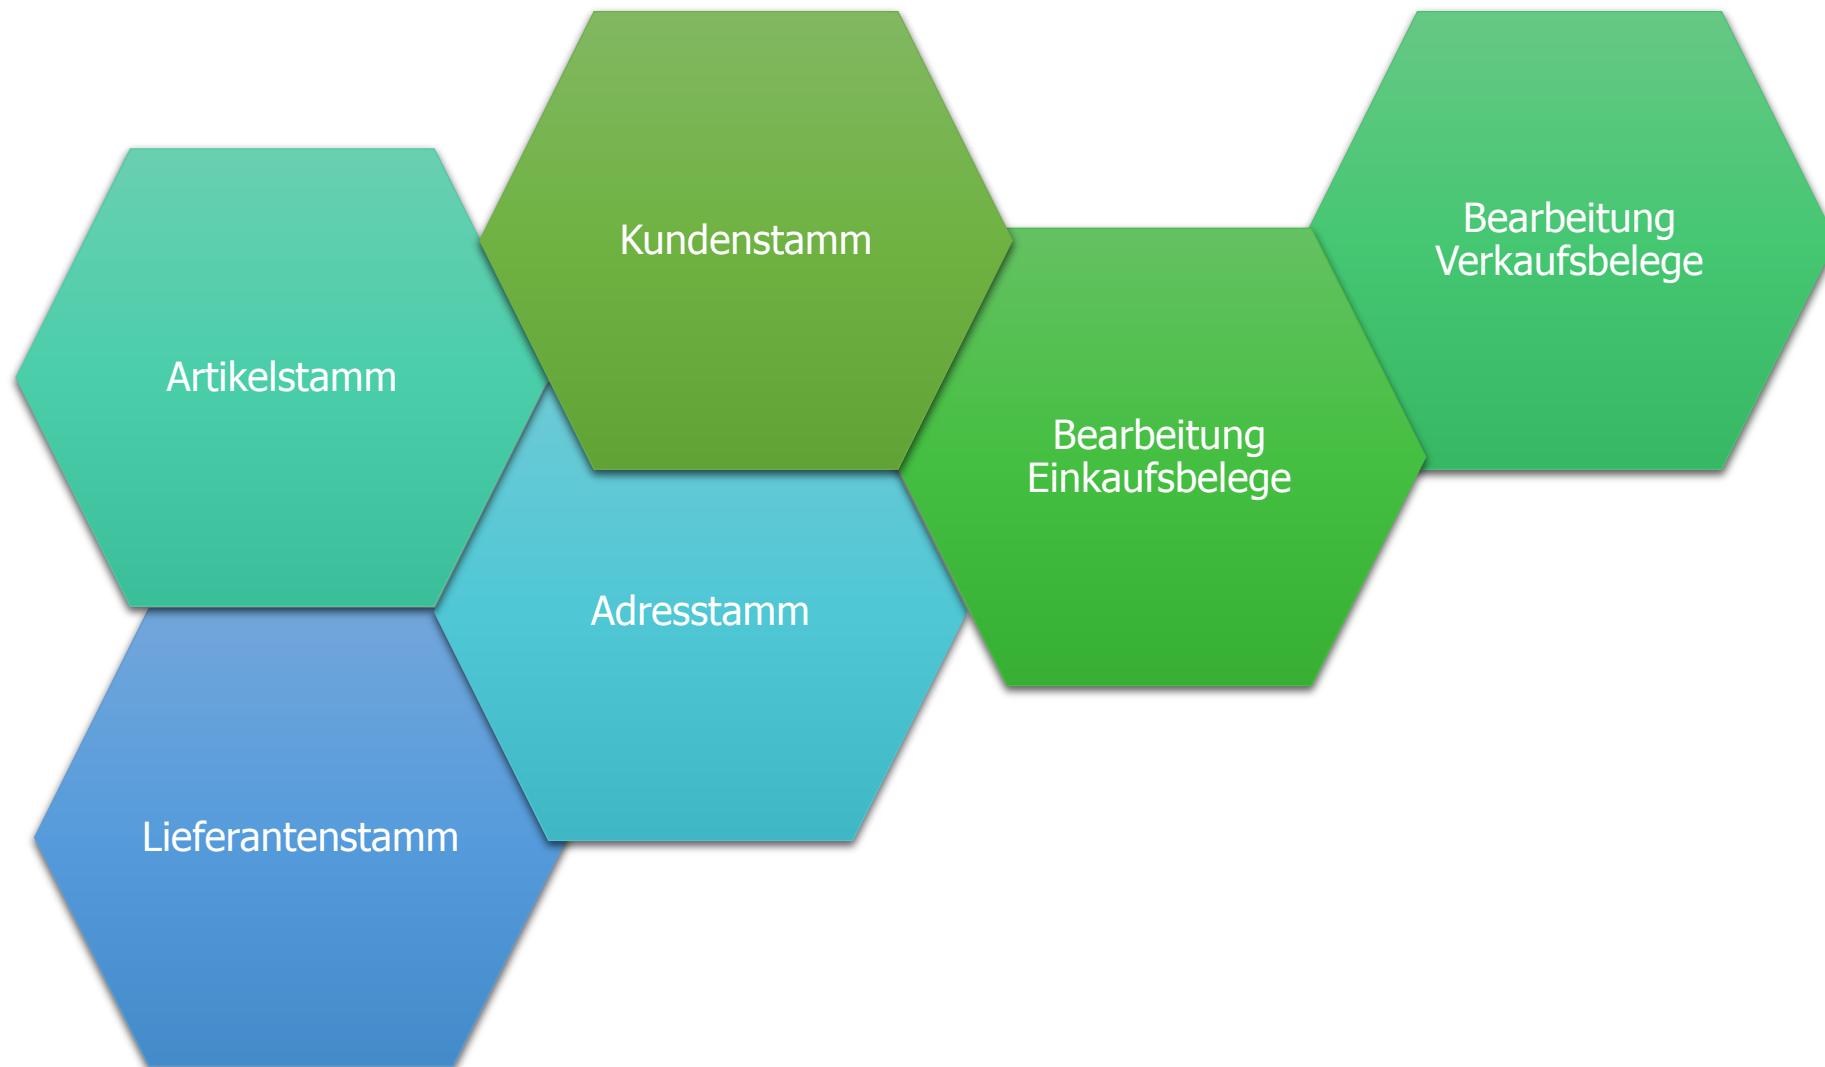 Kundenstamm
Bearbeitung
Verkaufsbelege
Artikelstamm
Bearbeitung
Einkaufsbelege
Adresstamm
Lieferantenstamm